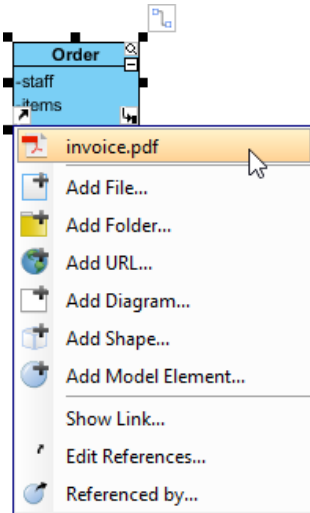 Order
-staff
-items
invoice.pdf
Add File...
Add Folder...
Add URL...
Add Diagram...
Add Shape...
Add Model Element...
Show Link...
Edit References...
Referenced by...